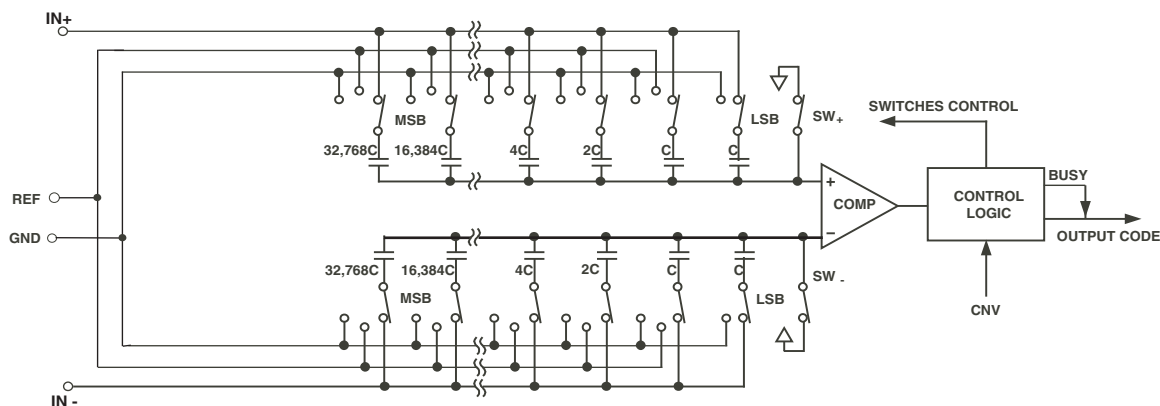 IN+
MSB
LSB
SW+
SWITCHES CONTROL
32,768C 16,384C 4C 2C C C
BUSY
REF
+
COMP
CONTROL
LOGIC
GND
−
OUTPUT CODE
32,768C 16,384C 4C 2C C C
SW -
MSB
LSB
CNV
IN -